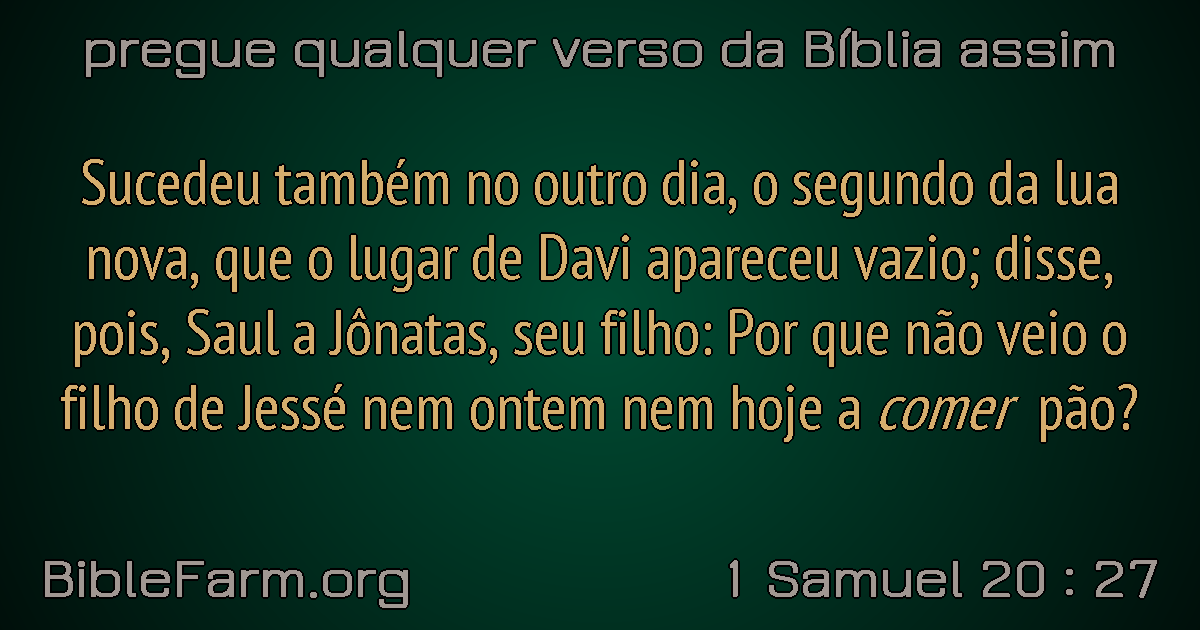 pregue qualquer verso da Bíblia assim
Sucedeu também no outro dia, o segundo da lua
nova, que o lugar de Davi apareceu vazio; disse,
pois, Saul a Jônatas, seu filho: Por que não veio o
filho de Jessé nem ontem nem hoje a comer pão?
BibleFarm.org
1 Samuel 20 : 27